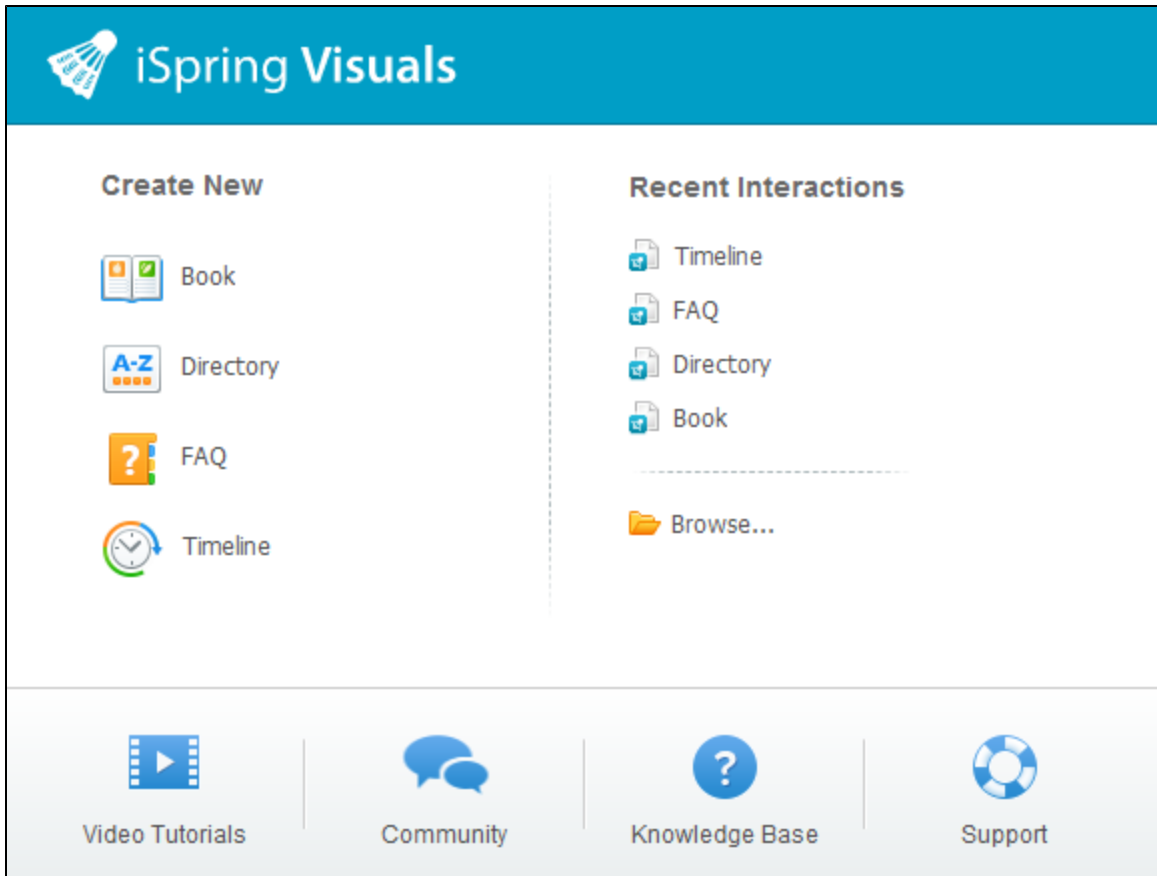 iSpring Visuals
Create New
Book
A-Z
Directory
?
FAQ
Timeline
Recent Interactions
Timeline
FAQ
Directory
Book
Browse...
Video Tutorials
Community
?
Knowledge Base
Support